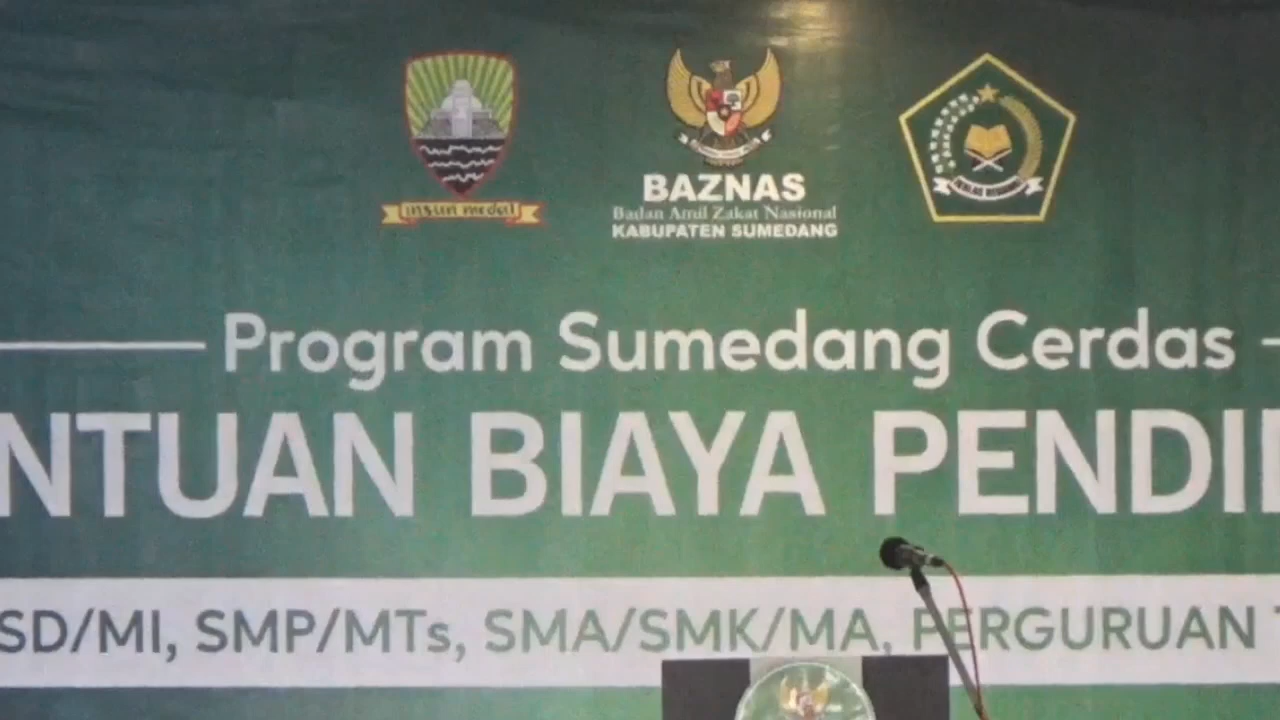 insun medal
BAZNAS
Badan Amil Zakat Nasional
KABUPATEN SUMEDANG
Program Sumedang Cerdas
NTUAN BIAYA PENDI
SD/MI, SMP/MTs, SMA/SMK/MA, PERGURUAN T